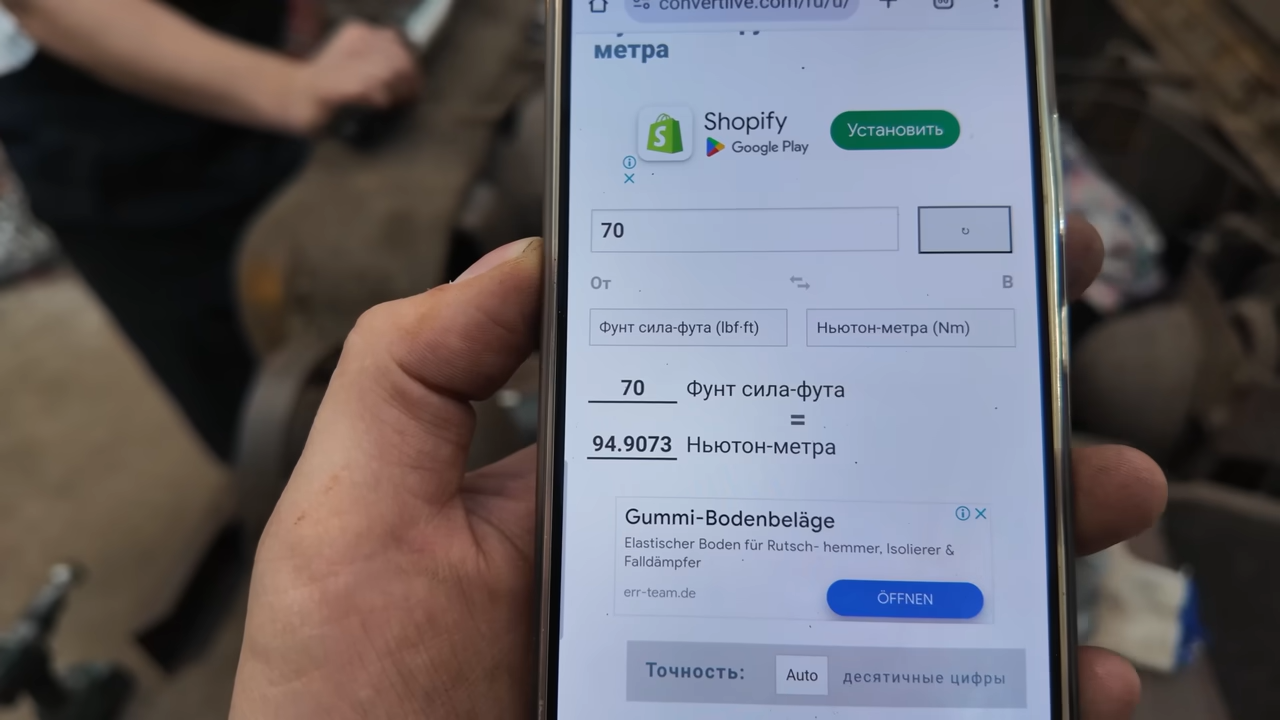 convertlive.com/ru/u/
метра
Shopify
Google Play
Установить
70
От
В
Фунт сила-фута (lbf·ft)
Ньютон-метра (Nm)
70 Фунт сила-фута
=
94.9073 Ньютон-метра
Gummi-Bodenbeläge
Elastischer Boden für Rutsch- hemmer, Isolierer &
Falldämpfer
err-team.de
ÖFFNEN
Точность: Auto десятичные цифры